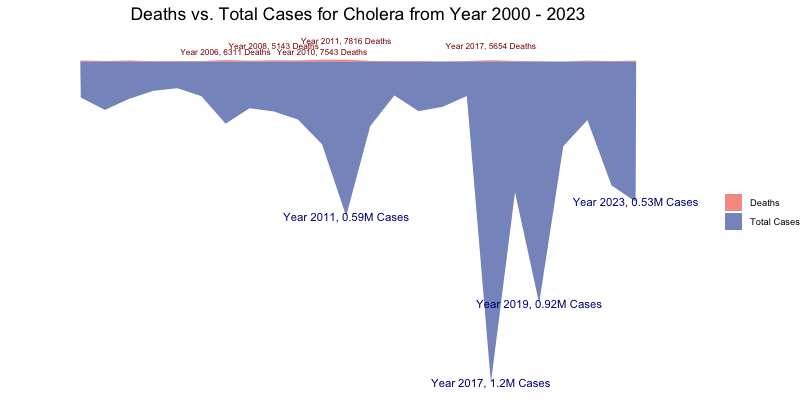 Deaths vs. Total Cases for Cholera from Year 2000 - 2023
Year 2011, 7816 Deaths
Year 2008, 5143 Deaths
Year 2017, 5654 Deaths
Year 2006, 6311 Deaths
Year 2010, 7543 Deaths
Year 2023, 0.53M Cases
Deaths
Year 2011, 0.59M Cases
Total Cases
Year 2019, 0.92M Cases
Year 2017, 1.2M Cases